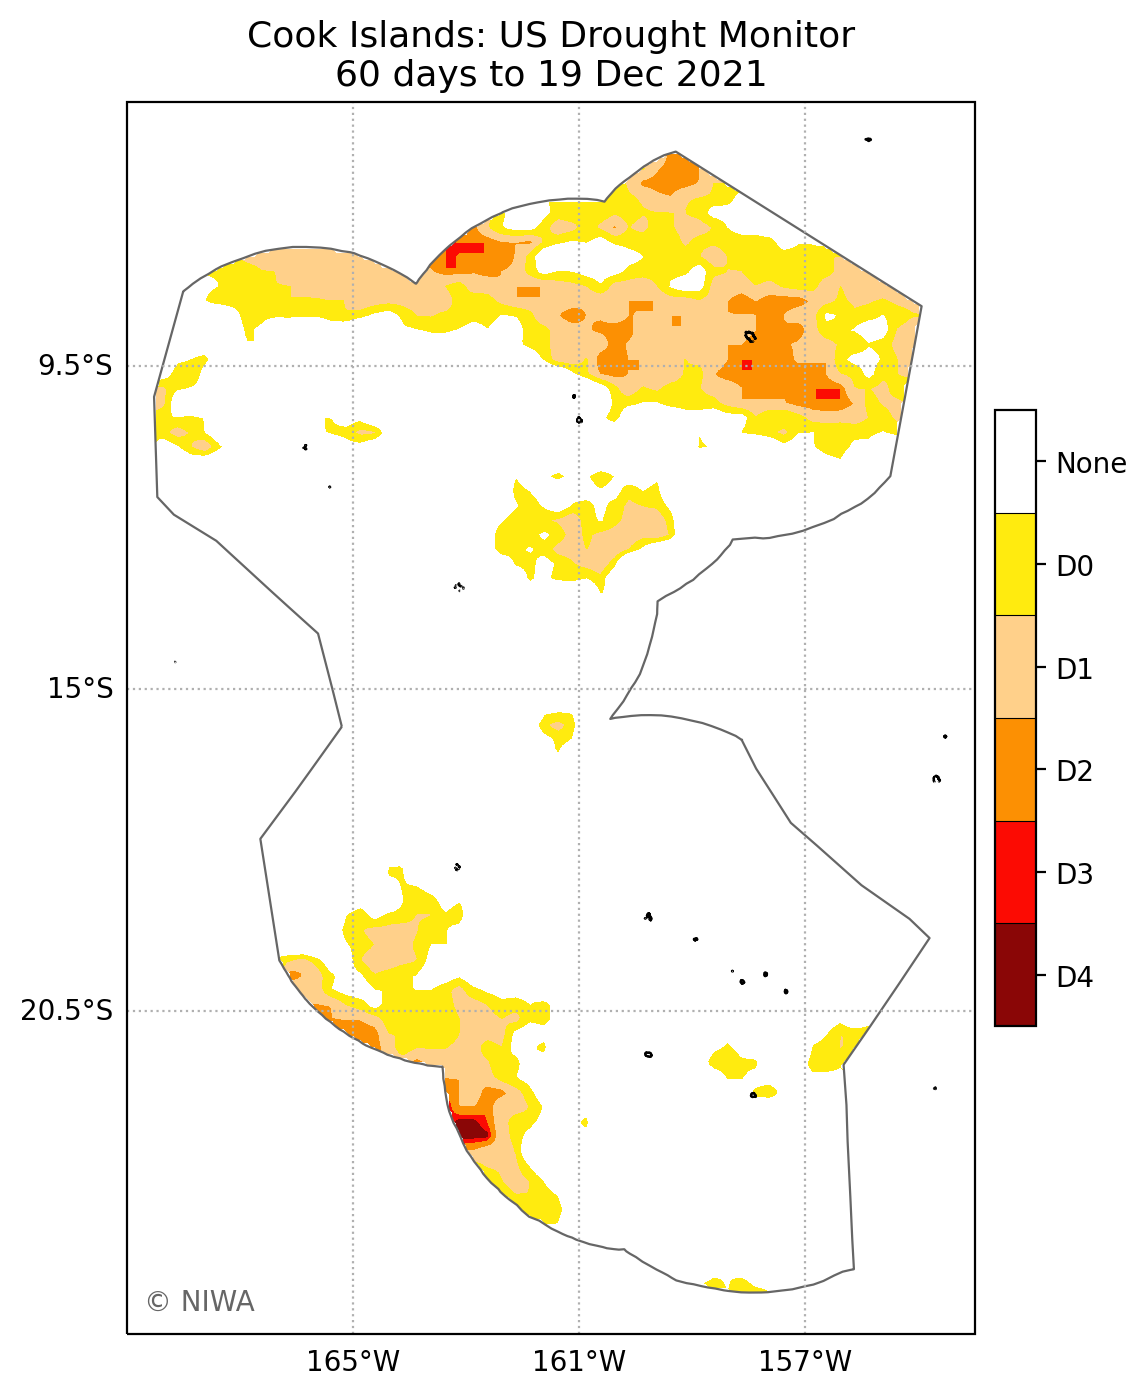 Cook Islands: US Drought Monitor
60 days to 19 Dec 2021
9.5°S
15°S
20.5°S
165°W
161°W
157°W
None
D0
D1
D2
D3
D4
© NIWA